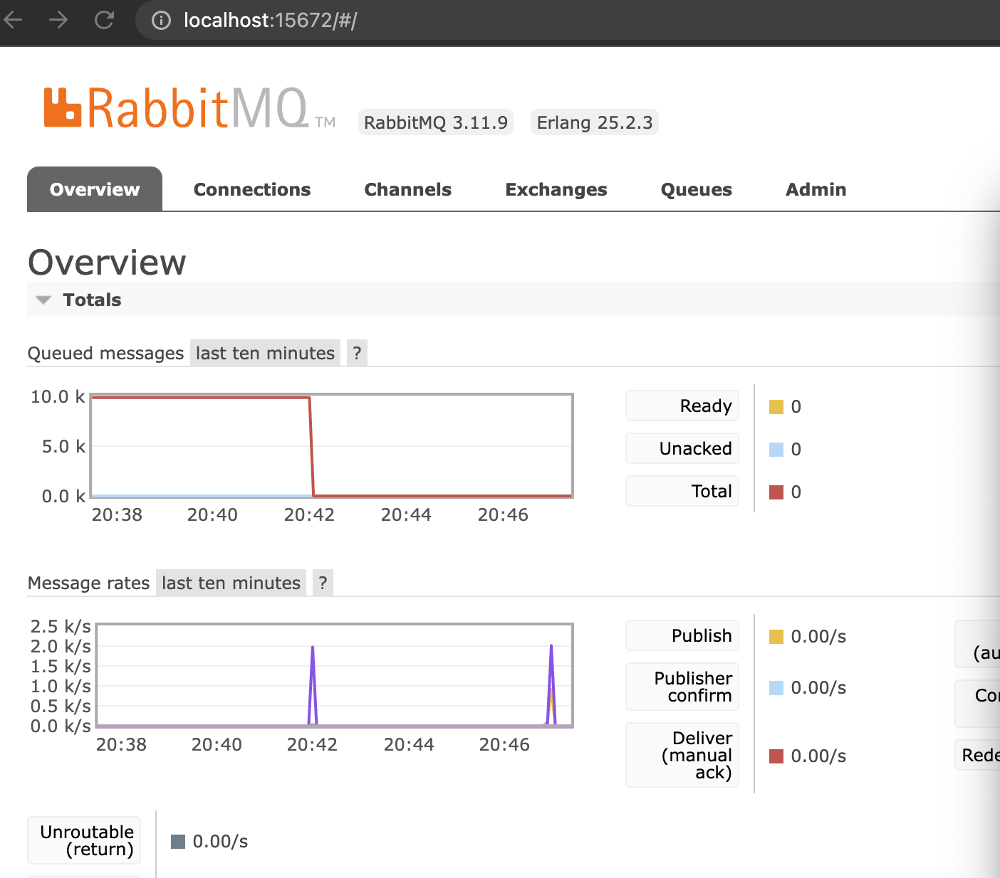 localhost:15672/#/
RabbitMQ TM
RabbitMQ 3.11.9
Erlang 25.2.3
Overview
Connections
Channels
Exchanges
Queues
Admin
Overview
Totals
Queued messages last ten minutes ?
10.0 k
5.0 k
0.0 k
20:38
20:40
20:42
20:44
20:46
Ready
0
Unacked
0
Total
0
Message rates last ten minutes ?
2.5 k/s
2.0 k/s
1.5 k/s
1.0 k/s
0.5 k/s
0.0 k/s
20:38
20:40
20:42
20:44
20:46
Publish
0.00/s
Publisher
confirm
0.00/s
Deliver
(manual
ack)
0.00/s
(au
Co
Rede
Unroutable
(return)
0.00/s